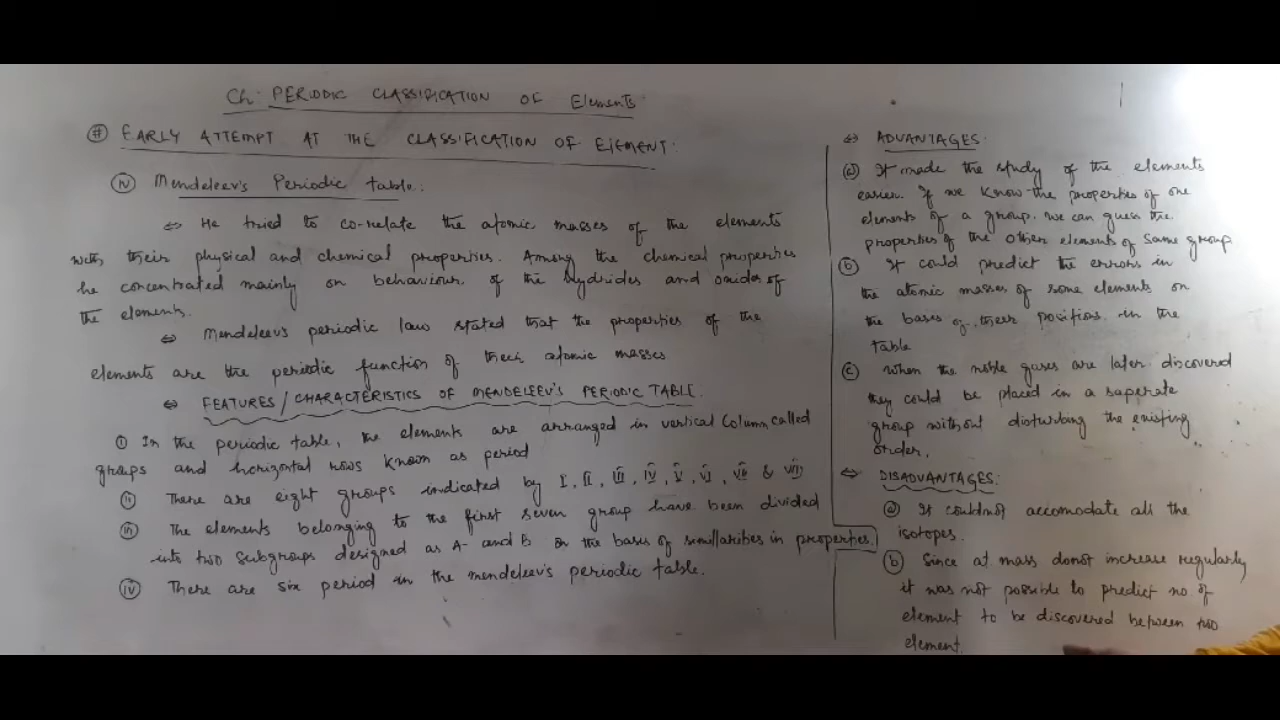 Ch: PERIODIC CLASSIFICATION OF Elements
# EARLY ATTEMPT AT THE CLASSIFICATION OF ElEMENT.
(iv) Mendeleev's Periodic table.
⇔ He tried to co-relate the atomic masses of the elements
with their physical and chemical properties. Among the chemical properties
he concentrated mainly on behaviour of the hydrides and oxides of
the elements.
⇔ Mendeleevs periodic law stated that the properties of the
elements are the periodic function of their atomic masses
⇔ FEATURES/CHARACTERISTICS OF MENDELEEV'S PERIODIC TABLE.
(i) In the periodic table, the elements are arranged in vertical Column called
groups and horizontal rows known as period
(ii) There are eight groups indicated by I, II, III, IV, V, VI, VII & VIII
(iii) The elements belonging to the first seven group have been divided
into two subgroups designed as A- and B on the basis of simillarities in properties.
(iv) There are six period in the mendeleev's periodic table.
⇔ ADVANTAGES.
(a) It made the study of the elements
easier. If we know the properties of one
elements of a group. we can guess the
properties of the other elements of same group.
(b) It could predict the errors in
the atomic masses of some elements on
the basis of their positions in the
table
(c) When the noble gases are later discovered
they could be placed in a saperate
group without disturbing the existing
order.
⇔ DISADVANTAGES.
(a) It couldnot accomodate all the
isotopes.
(b) Since at mass donot increase regularly
it was not possible to predict no. of
element to be discovered between two
element.